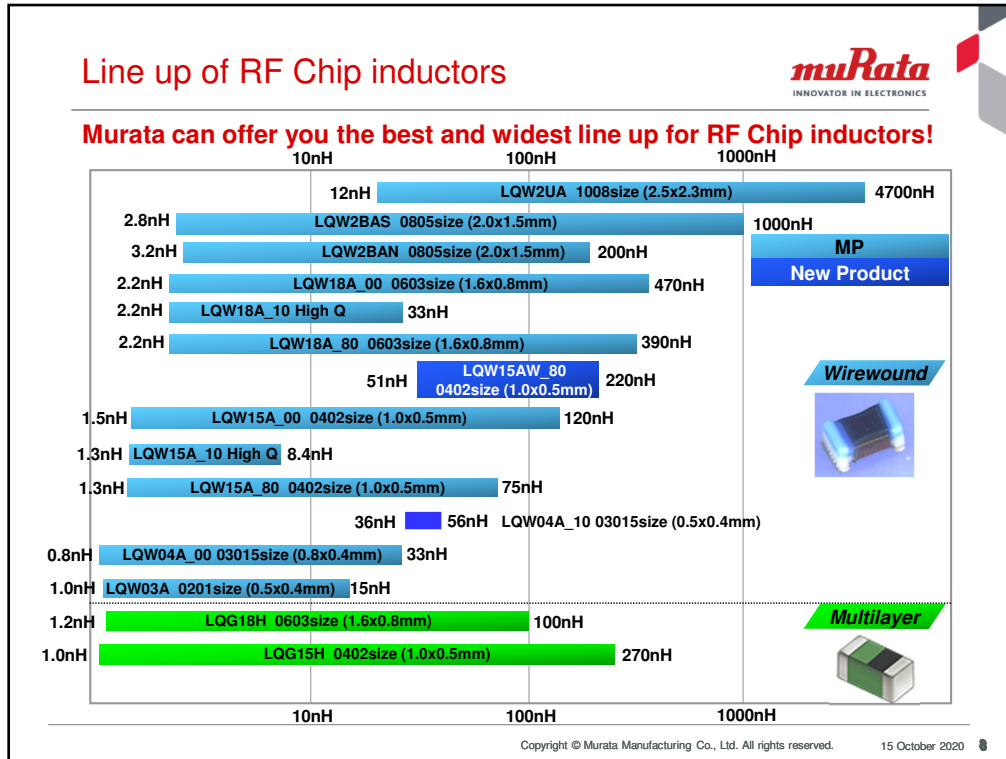 Line up of RF Chip inductors
muRata
INNOVATOR IN ELECTRONICS
Murata can offer you the best and widest line up for RF Chip inductors!
10nH 100nH 1000nH
12nH LQW2UA 1008size (2.5x2.3mm) 4700nH
2.8nH LQW2BAS 0805size (2.0x1.5mm) 1000nH
3.2nH LQW2BAN 0805size (2.0x1.5mm) 200nH
MP
New Product
2.2nH LQW18A_00 0603size (1.6x0.8mm) 470nH
2.2nH LQW18A_10 High Q 33nH
2.2nH LQW18A_80 0603size (1.6x0.8mm) 390nH
51nH LQW15AW_80 220nH
0402size (1.0x0.5mm)
Wirewound
1.5nH LQW15A_00 0402size (1.0x0.5mm) 120nH
1.3nH LQW15A_10 High Q 8.4nH
1.3nH LQW15A_80 0402size (1.0x0.5mm) 75nH
36nH 56nH LQW04A_10 03015size (0.5x0.4mm)
0.8nH LQW04A_00 03015size (0.8x0.4mm) 33nH
1.0nH LQW03A 0201size (0.5x0.4mm) 15nH
1.2nH LQG18H 0603size (1.6x0.8mm) 100nH
Multilayer
1.0nH LQG15H 0402size (1.0x0.5mm) 270nH
10nH 100nH 1000nH
Copyright © Murata Manufacturing Co., Ltd. All rights reserved. 15 October 2020